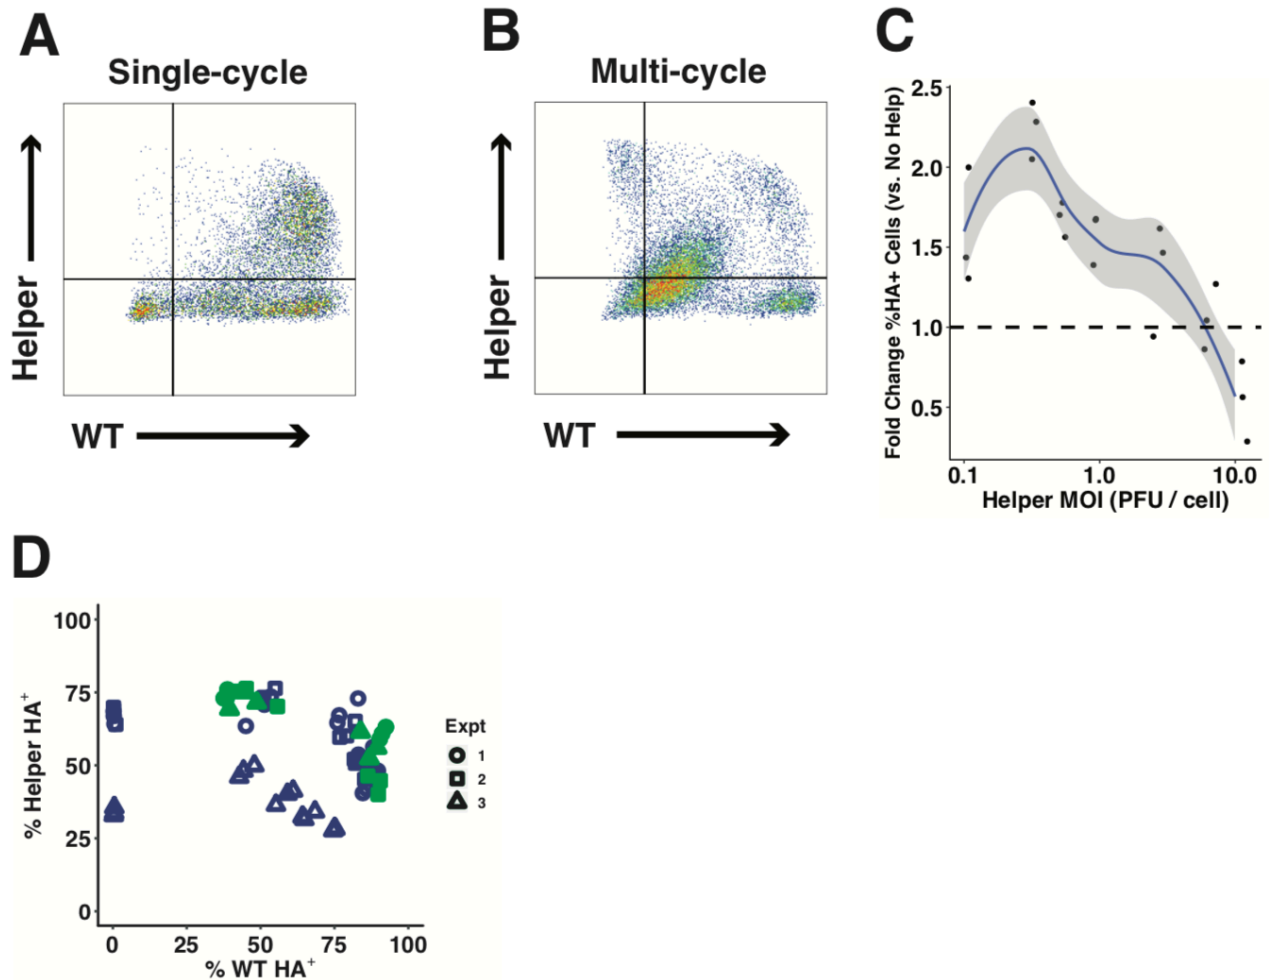 A
Single-cycle
Helper
WT
B
Multi-cycle
Helper
WT
C
Fold Change %HA+ Cells (vs. No Help)
2.5
2.0
1.5
1.0
0.5
0.1 1.0 10.0
Helper MOI (PFU / cell)
D
% Helper HA+
100
75
50
25
0
0 25 50 75 100
% WT HA+
Expt
1
2
3